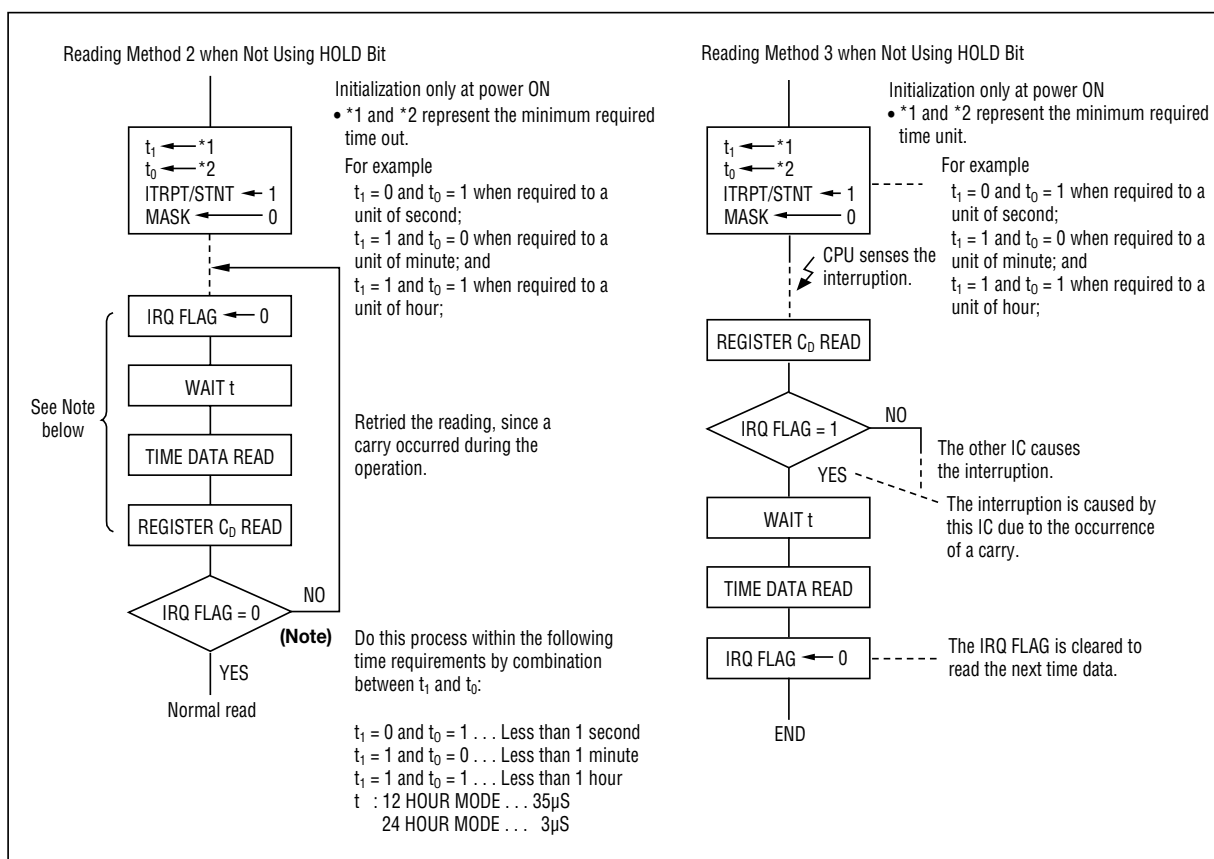 Reading Method 2 when Not Using HOLD Bit
Initialization only at power ON
• *1 and *2 represent the minimum required
time out.
For example
t₁ = 0 and t₀ = 1 when required to a
unit of second;
t₁ = 1 and t₀ = 0 when required to a
unit of minute; and
t₁ = 1 and t₀ = 1 when required to a
unit of hour;
t₁ ← *1
t₀ ← *2
ITRPT/STNT ← 1
MASK ← 0
IRQ FLAG ← 0
WAIT t
See Note
below
TIME DATA READ
REGISTER C_D READ
Retried the reading, since a
carry occurred during the
operation.
IRQ FLAG = 0
NO
(Note)
YES
Normal read
Do this process within the following
time requirements by combination
between t₁ and t₀:
t₁ = 0 and t₀ = 1 . . . Less than 1 second
t₁ = 1 and t₀ = 0 . . . Less than 1 minute
t₁ = 1 and t₀ = 1 . . . Less than 1 hour
t : 12 HOUR MODE . . . 35µS
24 HOUR MODE . . . 3µS
Reading Method 3 when Not Using HOLD Bit
Initialization only at power ON
• *1 and *2 represent the minimum required
time unit.
For example
t₁ = 0 and t₀ = 1 when required to a
unit of second;
t₁ = 1 and t₀ = 0 when required to a
unit of minute; and
t₁ = 1 and t₀ = 1 when required to a
unit of hour;
t₁ ← *1
t₀ ← *2
ITRPT/STNT ← 1
MASK ← 0
CPU senses the
interruption.
REGISTER C_D READ
IRQ FLAG = 1
NO
The other IC causes
the interruption.
YES
The interruption is caused by
this IC due to the occurrence
of a carry.
WAIT t
TIME DATA READ
IRQ FLAG ← 0
The IRQ FLAG is cleared to
read the next time data.
END